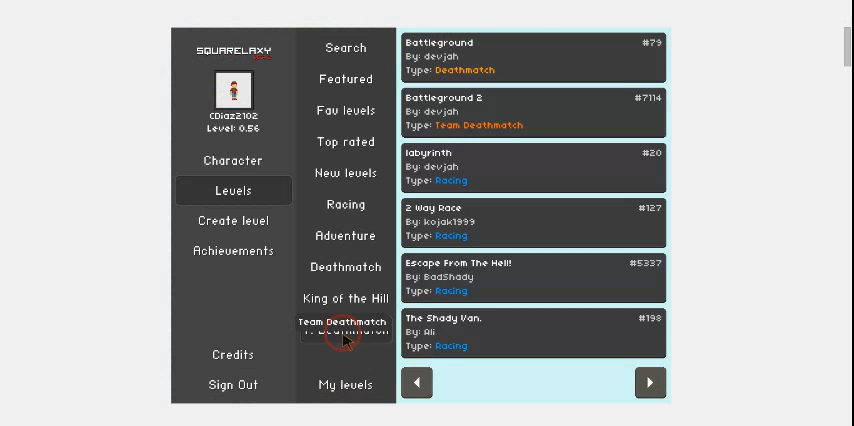 SQUARELAXY
CDiaz2102
Level: 0.56
Character
Levels
Create level
Achievements
Credits
Sign Out
Search
Featured
Fav levels
Top rated
New levels
Racing
Adventure
Deathmatch
King of the Hill
Team Deathmatch
T. Deathmatch
My levels
Battleground #79
By: devjah
Type: Deathmatch
Battleground 2 #7114
By: devjah
Type: Team Deathmatch
labyrinth #20
By: devjah
Type: Racing
2 Way Race #127
By: kojak1999
Type: Racing
Escape From The Hell! #5337
By: BadShady
Type: Racing
The Shady Van. #198
By: Ali
Type: Racing